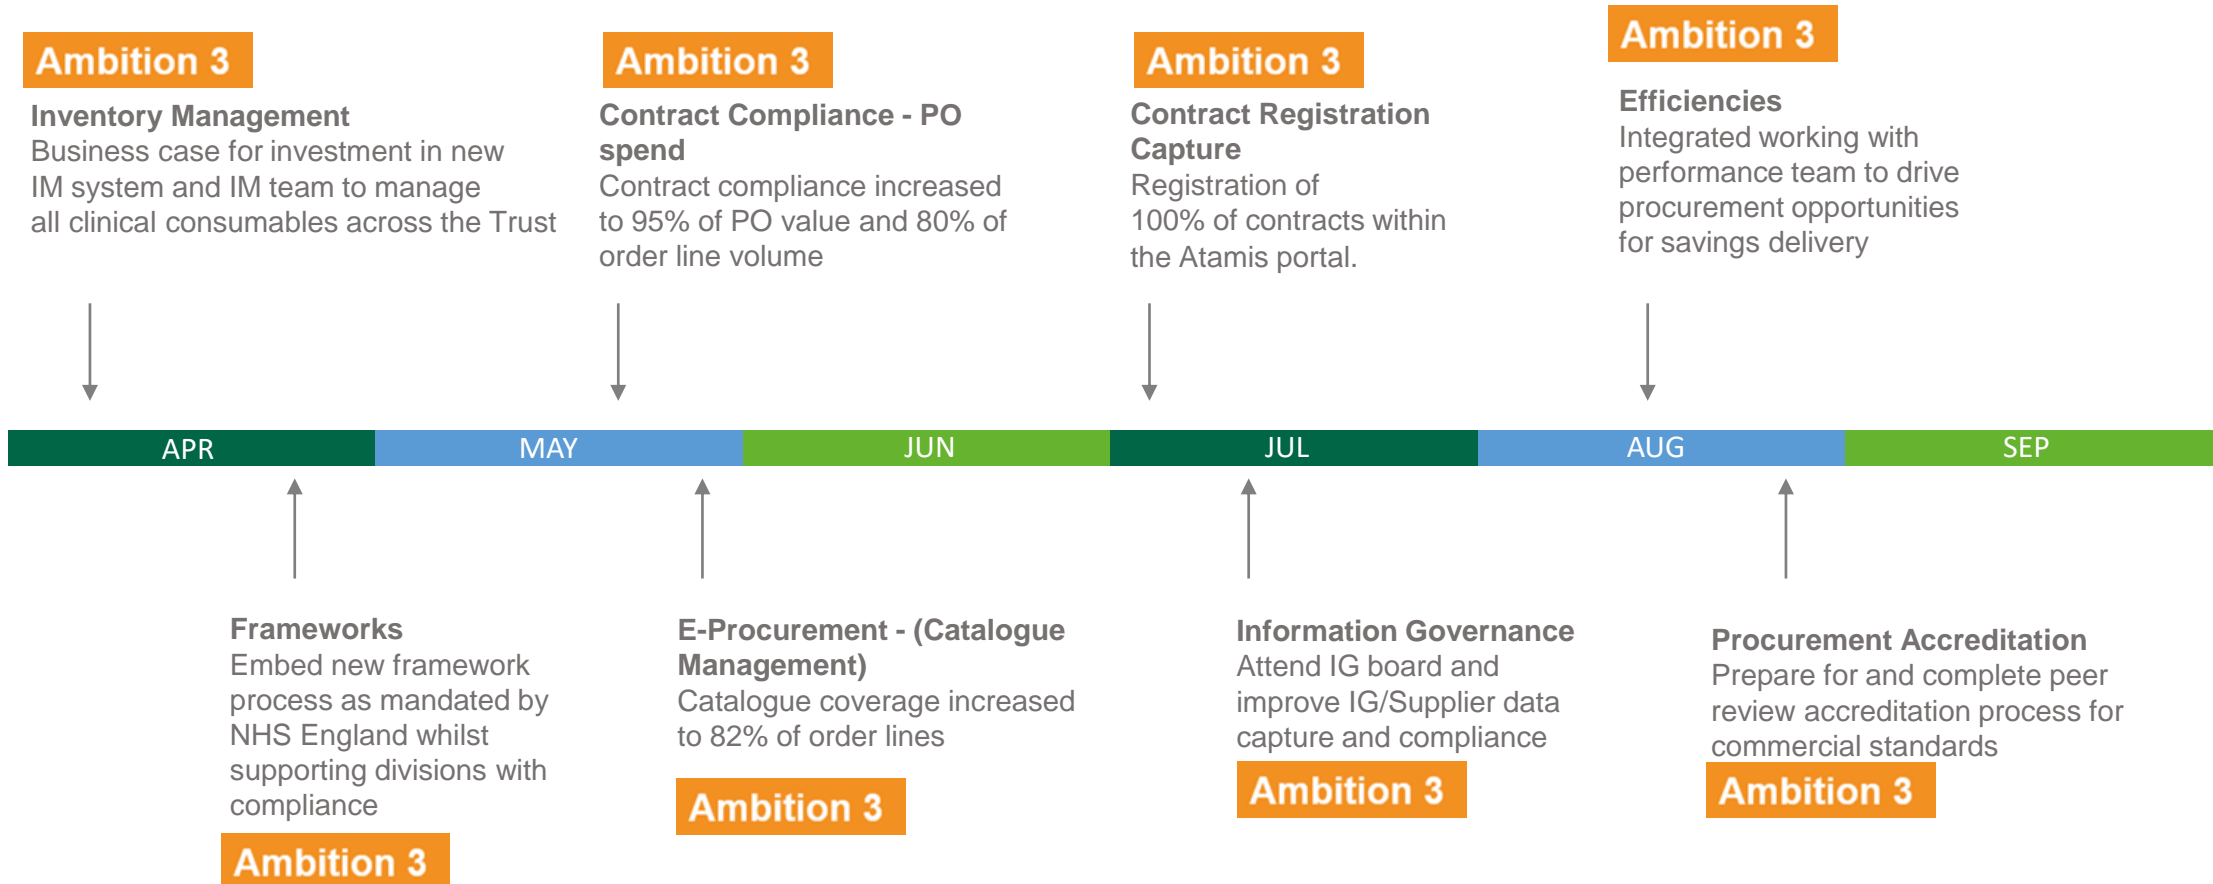 Ambition 3
Inventory Management
Business case for investment in new
IM system and IM team to manage
all clinical consumables across the Trust
Ambition 3
Contract Compliance - PO
spend
Contract compliance increased
to 95% of PO value and 80% of
order line volume
Ambition 3
Contract Registration
Capture
Registration of
100% of contracts within
the Atamis portal.
Ambition 3
Efficiencies
Integrated working with
performance team to drive
procurement opportunities
for savings delivery
APR
MAY
JUN
JUL
AUG
SEP
Frameworks
Embed new framework
process as mandated by
NHS England whilst
supporting divisions with
compliance
Ambition 3
E-Procurement - (Catalogue
Management)
Catalogue coverage increased
to 82% of order lines
Ambition 3
Information Governance
Attend IG board and
improve IG/Supplier data
capture and compliance
Ambition 3
Procurement Accreditation
Prepare for and complete peer
review accreditation process for
commercial standards
Ambition 3